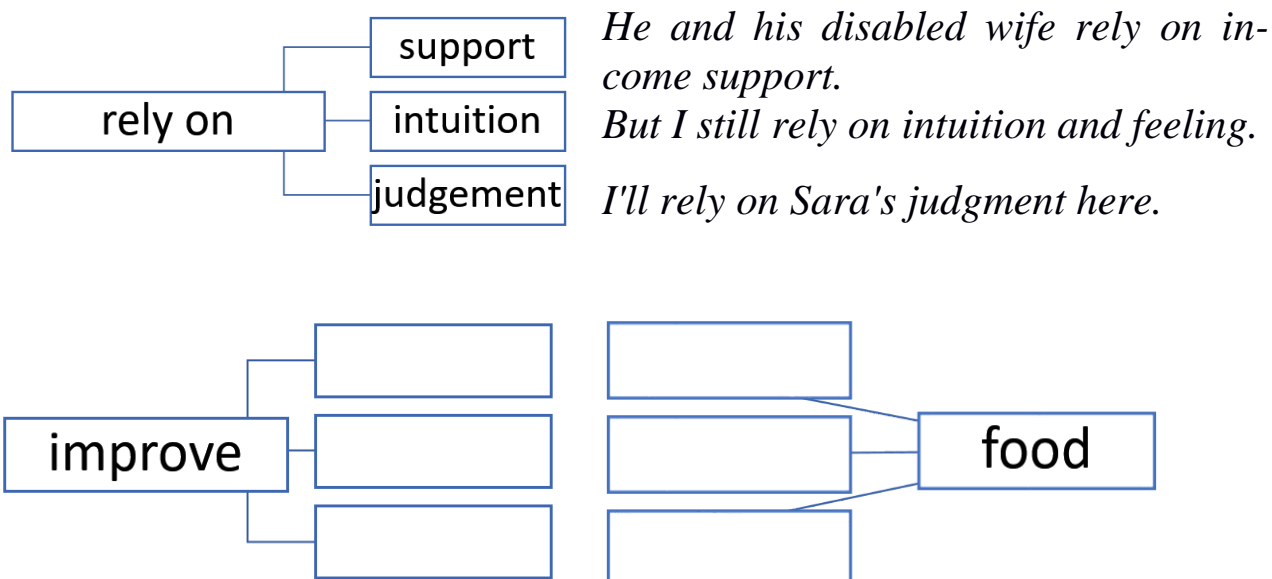 support
He and his disabled wife rely on in-
come support.
rely on
intuition
But I still rely on intuition and feeling.
judgement
I'll rely on Sara's judgment here.
improve
food